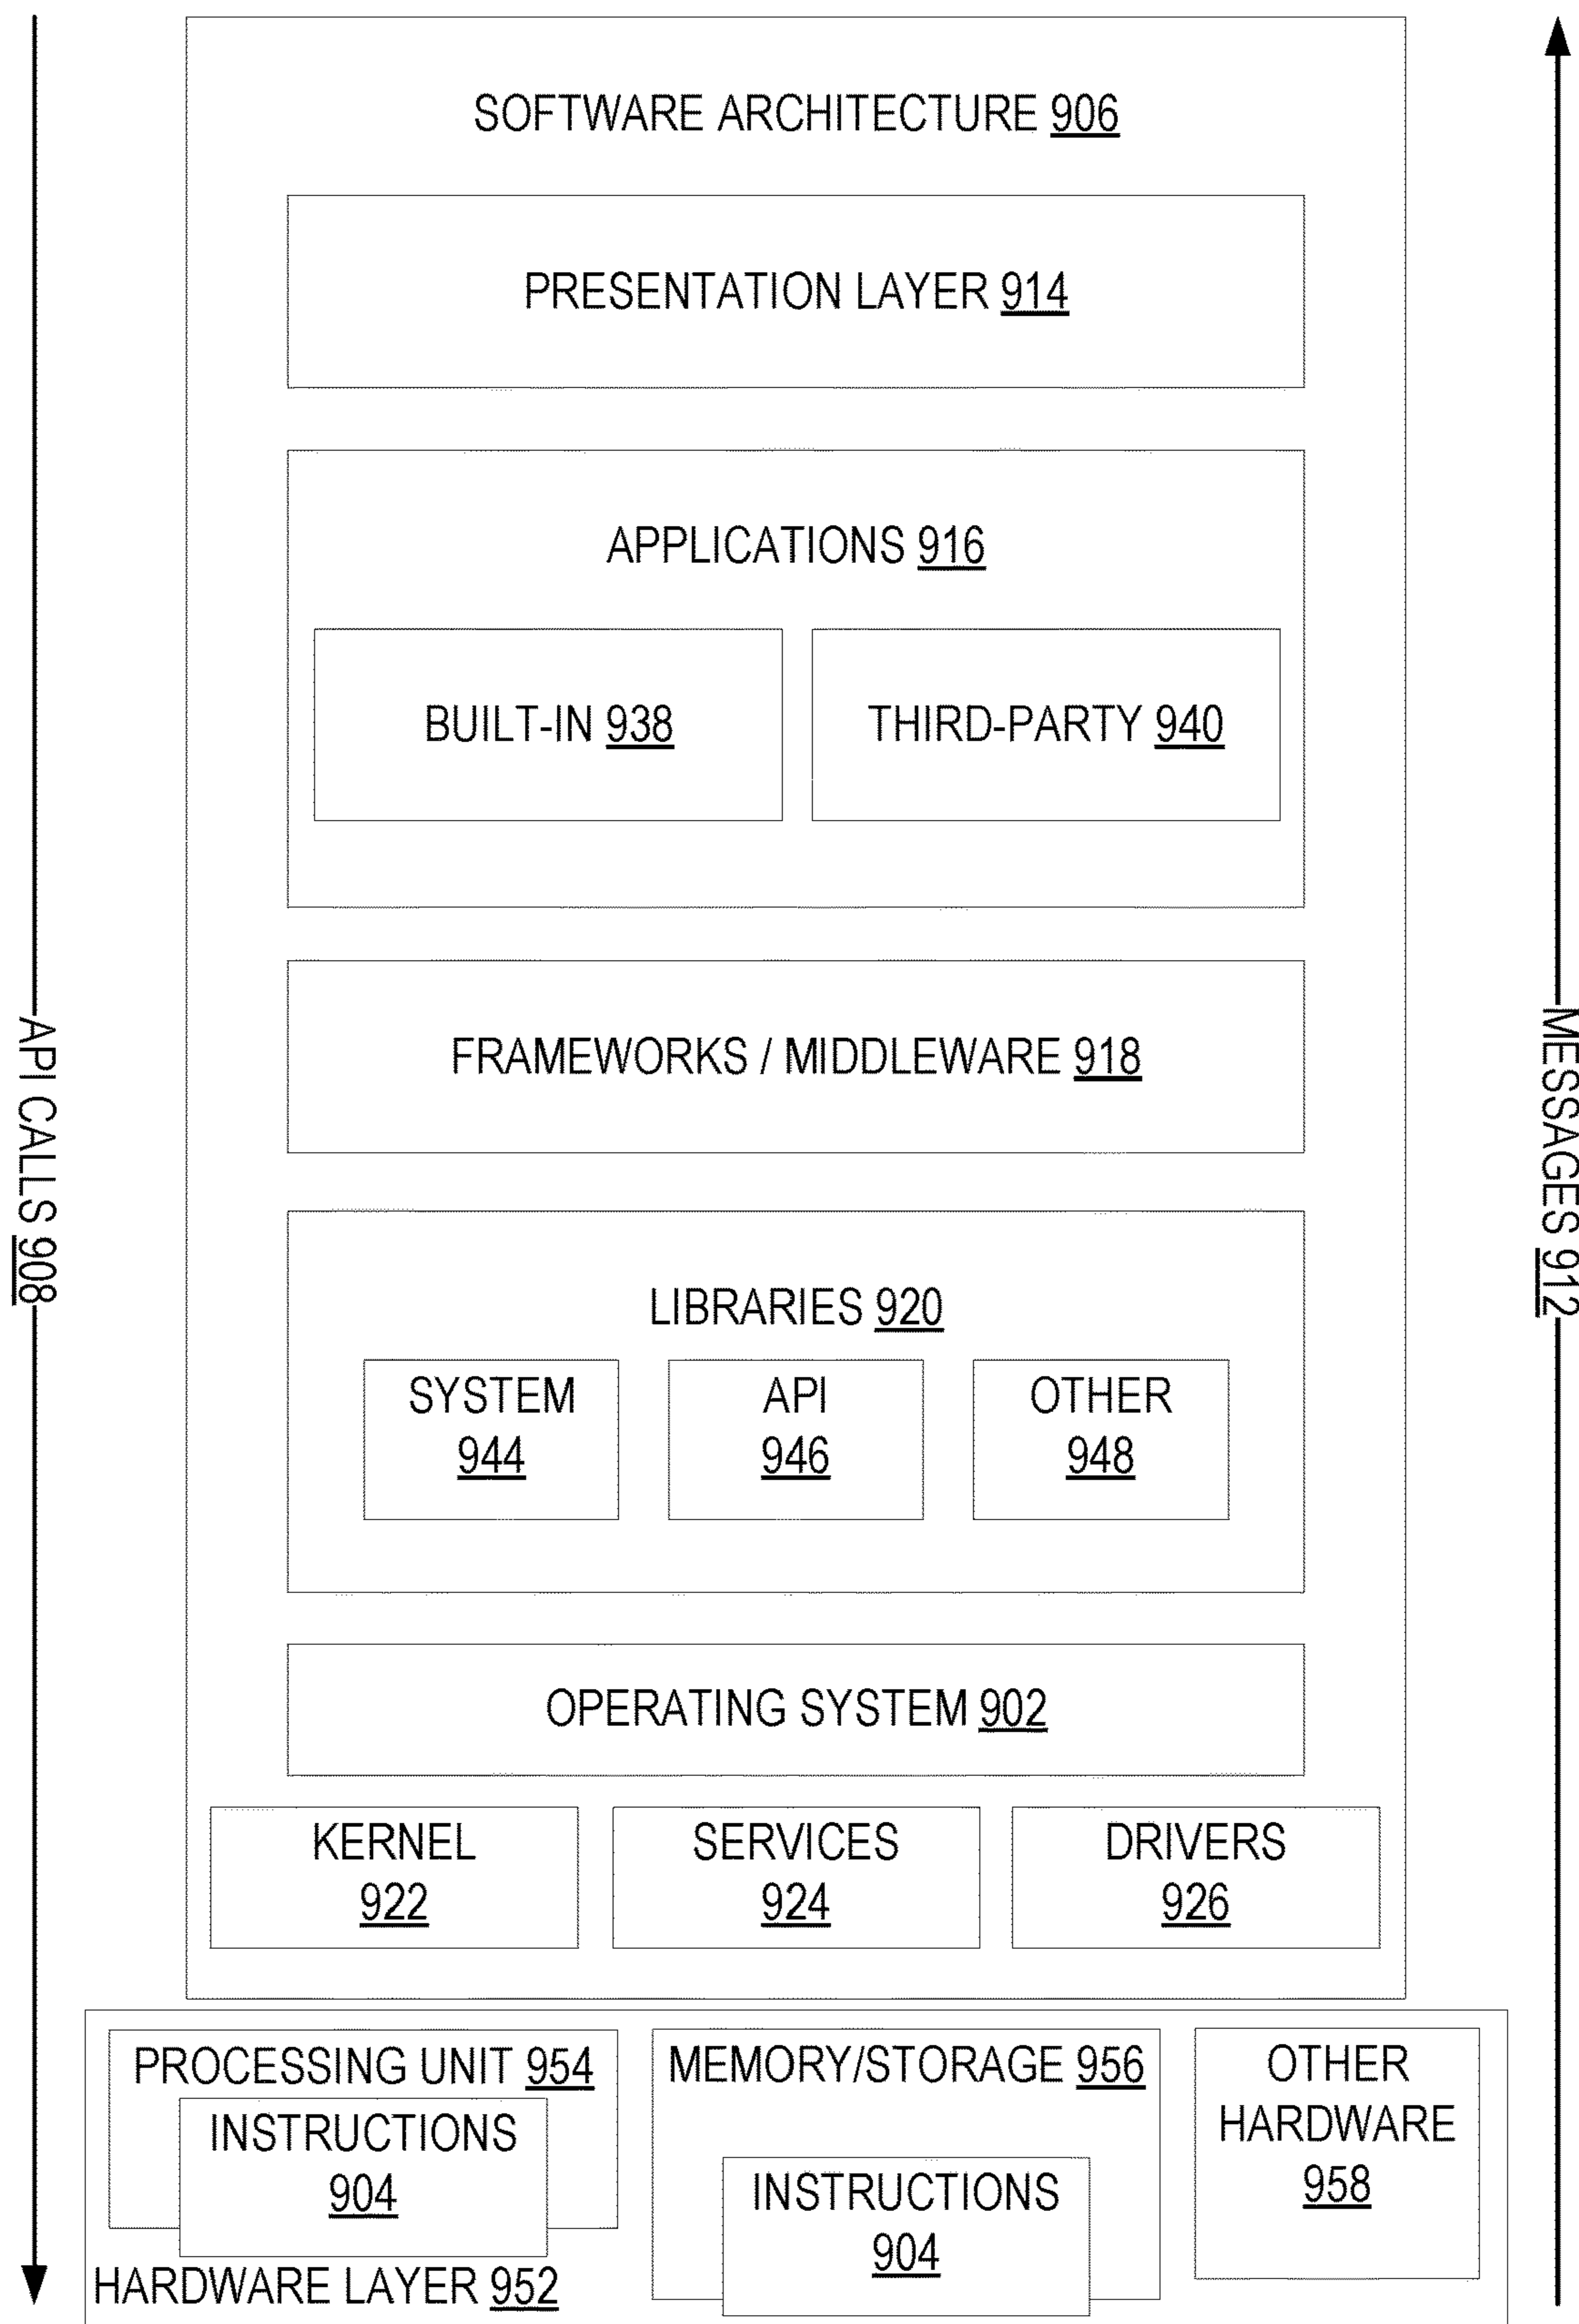 SOFTWARE ARCHITECTURE 906
PRESENTATION LAYER 914
APPLICATIONS 916
BUILT-IN 938
THIRD-PARTY 940
FRAMEWORKS / MIDDLEWARE 918
API CALLS 908
MESSAGES 912
LIBRARIES 920
SYSTEM
944
API
946
OTHER
948
OPERATING SYSTEM 902
KERNEL
922
SERVICES
924
DRIVERS
926
PROCESSING UNIT 954
INSTRUCTIONS
904
MEMORY/STORAGE 956
INSTRUCTIONS
904
OTHER
HARDWARE
958
HARDWARE LAYER 952